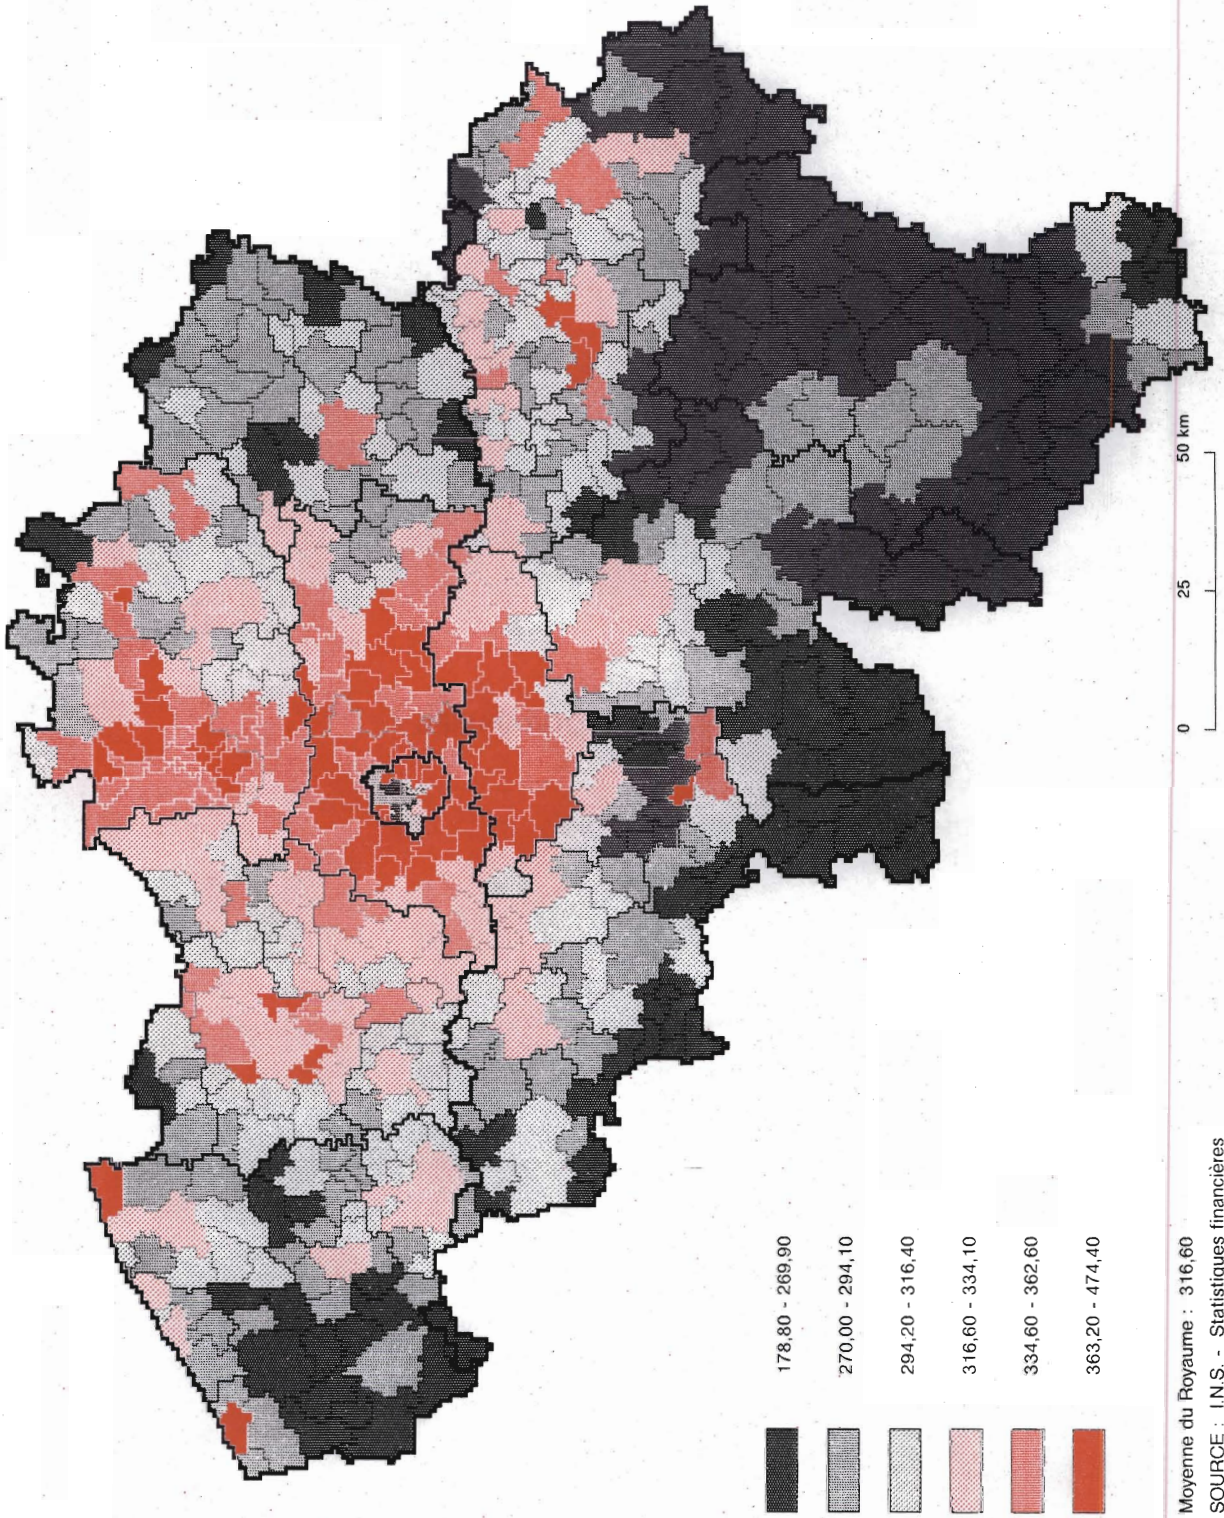 178,80 - 269,90
270,00 - 294,10
294,20 - 316,40
316,60 - 334,10
334,60 - 362,60
363,20 - 474,40
0 25 50 km
Moyenne du Royaume : 316,60
SOURCE : I.N.S. - Statistiques financières